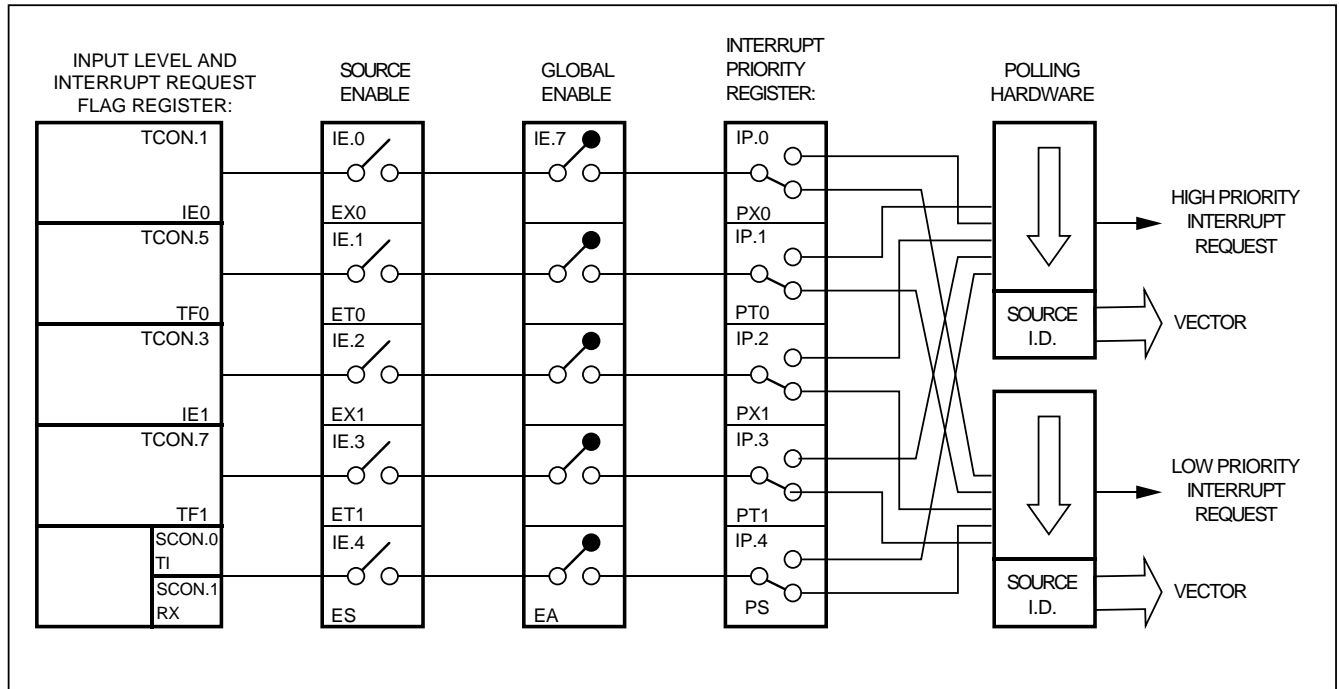 INPUT LEVEL AND
INTERRUPT REQUEST
FLAG REGISTER:
SOURCE
ENABLE
GLOBAL
ENABLE
INTERRUPT
PRIORITY
REGISTER:
POLLING
HARDWARE
TCON.1
IE0
TCON.5
TF0
TCON.3
IE1
TCON.7
TF1
SCON.0
TI
SCON.1
RX
IE.0
EX0
IE.1
ET0
IE.2
EX1
IE.3
ET1
IE.4
ES
IE.7
EA
IP.0
PX0
IP.1
PT0
IP.2
PX1
IP.3
PT1
IP.4
PS
SOURCE
I.D.
SOURCE
I.D.
HIGH PRIORITY
INTERRUPT
REQUEST
VECTOR
LOW PRIORITY
INTERRUPT
REQUEST
VECTOR